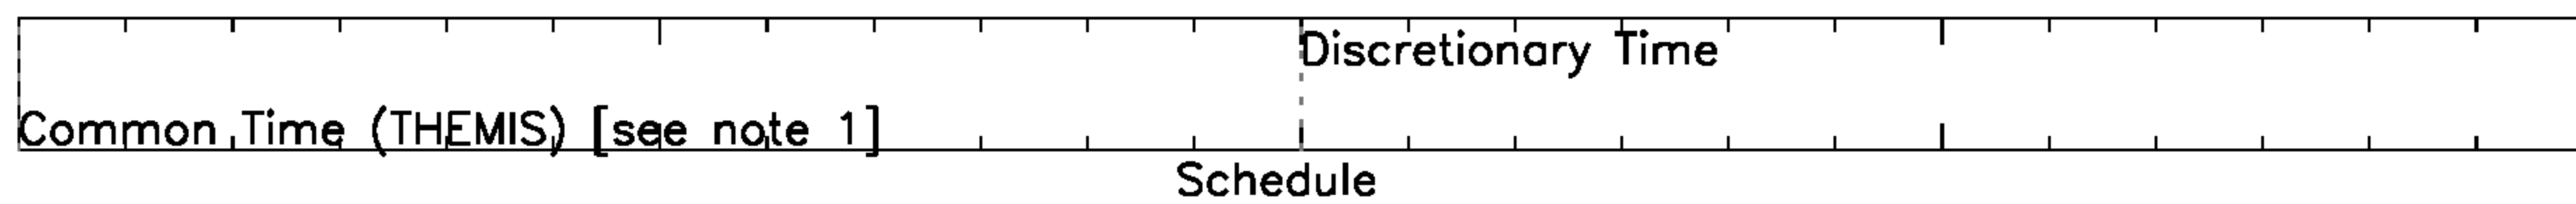 Discretionary Time
Common Time (THEMIS) [see note 1]
Schedule